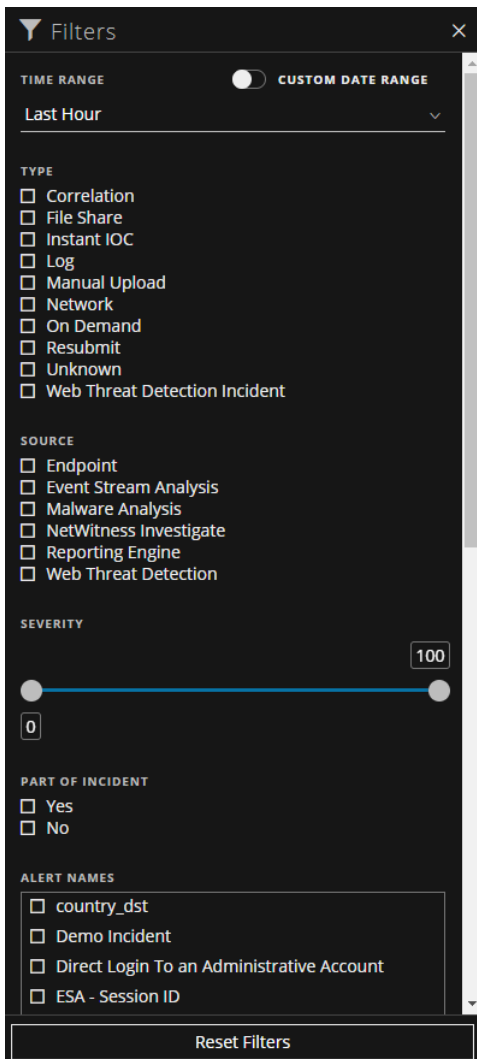 Filters
TIME RANGE CUSTOM DATE RANGE
Last Hour
TYPE
Correlation
File Share
Instant IOC
Log
Manual Upload
Network
On Demand
Resubmit
Unknown
Web Threat Detection Incident
SOURCE
Endpoint
Event Stream Analysis
Malware Analysis
NetWitness Investigate
Reporting Engine
Web Threat Detection
SEVERITY
100
0
PART OF INCIDENT
Yes
No
ALERT NAMES
country_dst
Demo Incident
Direct Login To an Administrative Account
ESA - Session ID
Reset Filters